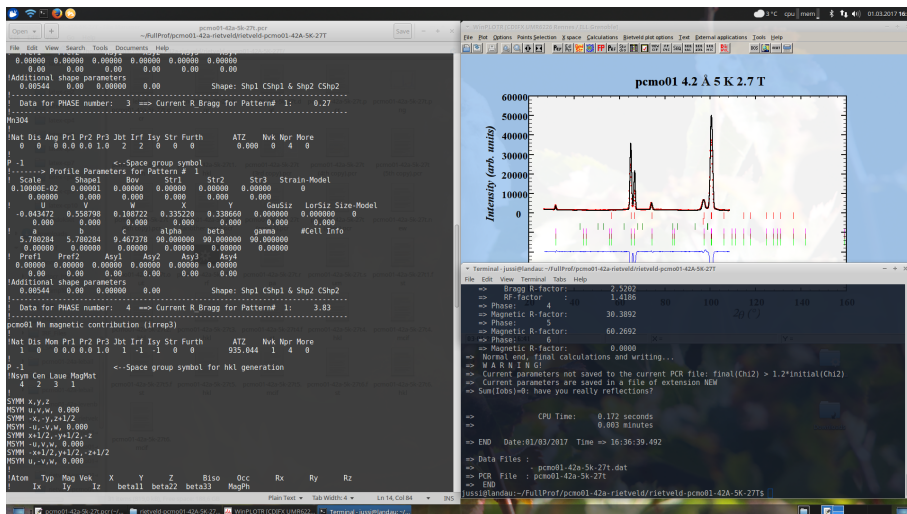 3°C cpu mem 01.03.2017 16:
Open
pcmo01-42a-5k-27t.pcr
~/FullProf/pcmo01-42a-rietveld/rietveld-pcmo01-42A-5K-27T
Save
File Edit View Search Tools Documents Help
0.00000 0.00000 0.00000 0.00000 0.00000 0.00000
0.00 0.00 0.00 0.00 0.00 0.00
!Additional shape parameters
0.00544 0.00 0.00000 0.00 Shape: Shp1 CShp1 & Shp2 CShp2
! Data for PHASE number: 3 ==> Current R_Bragg for Pattern# 1: 0.27
Mn3O4
!
!Nat Dis Ang Pr1 Pr2 Pr3 Jbt Irf Isy Str Furth ATZ Nvk Npr More
0 0 0 0.0 0.0 1.0 2 2 0 0 0 0.000 0 4 0
!
P -1 <--Space group symbol
!-------> Profile Parameters for Pattern # 1
! Scale Shape1 Bov Str1 Str2 Str3 Strain-Model
0.10000E-02 0.00001 0.00000 0.00000 0.00000 0.00000 0
0.00000 0.000 0.000 0.000 0.000 0.000
! U V W X Y GauSiz LorSiz Size-Model
-0.043472 0.558798 0.108722 0.335220 0.338660 0.000000 0.000000 0
0.000 0.000 0.000 0.000 0.000 0.000 0.000
! a b c alpha beta gamma #Cell Info
5.780284 5.780284 9.467378 90.000000 90.000000 90.000000
0.00000 0.00000 0.00000 0.00000 0.00000 0.00000
! Pref1 Pref2 Asy1 Asy2 Asy3 Asy4
0.00000 0.00000 0.00000 0.00000 0.00000 0.00000
0.00 0.00 0.00 0.00 0.00 0.00
!Additional shape parameters
0.00544 0.00 0.00000 0.00 Shape: Shp1 CShp1 & Shp2 CShp2
! Data for PHASE number: 4 ==> Current R_Bragg for Pattern# 1: 3.83
pcmo01 Mn magnetic contribution (irrep3)
!
!Nat Dis Mom Pr1 Pr2 Pr3 Jbt Irf Isy Str Furth ATZ Nvk Npr More
1 0 0 0.0 0.0 1.0 1 -1 -1 0 0 935.044 1 4 0
!
P -1 <--Space group symbol for hkl generation
!Nsym Cen Laue MagMat
4 2 3 1
!
SYMM x,y,z
MSYM u,v,w, 0.000
SYMM -x,-y,z+1/2
MSYM -u,-v,w, 0.000
SYMM x+1/2,-y+1/2,-z
MSYM -u,v,w, 0.000
SYMM -x+1/2,y+1/2,-z+1/2
MSYM u,-v,w, 0.000
!
!Atom Typ Mag Vek X Y Z Biso Occ Rx Ry Rz
! Ix Iy Iz beta11 beta22 beta33 MagPh
Plain Text Tab Width: 4 Ln 14, Col 84 INS
File Plot Options Points Selection X space Calculations Rietveld plot options Text External applications Tools Help
pcmo01 4.2 Å 5 K 2.7 T
Intensity (arb. units)
60000
50000
40000
30000
20000
10000
0
Terminal - jussi@landau: ~/FullProf/pcmo01-42a-rietveld/rietveld-pcmo01-42A-5K-27T
File Edit View Terminal Tabs Help
=> Bragg R-factor: 2.5202
=> RF-factor : 1.4186
=> Phase: 4
=> Magnetic R-factor: 30.3892
=> Phase: 5
=> Magnetic R-factor: 60.2692
=> Phase: 6
=> Magnetic R-factor: 0.0000
=> Normal end, final calculations and writing...
=> W A R N I N G!
=> Current parameters not saved to the current PCR file: final(Chi2) > 1.2*initial(Chi2)
=> Current parameters are saved in a file of extension NEW
=> Sum(Iobs)=0: have you really reflections?
=> CPU Time: 0.172 seconds
=> 0.003 minutes
=> END Date:01/03/2017 Time => 16:36:39.492
=> Data Files :
=> - pcmo01-42a-5k-27t.dat
=> PCR File : pcmo01-42a-5k-27t
=> END
jussi@landau:~/FullProf/pcmo01-42a-rietveld/rietveld-pcmo01-42A-5K-27T$
80 100 120 140 160
2θ (°)
pcmo01-42a-5k-27t.pcr (~/...
rietveld-pcmo01-42A-5K-27...
WinPLOTR [CDIFX UMR622...
Terminal - jussi@landau: ~/...